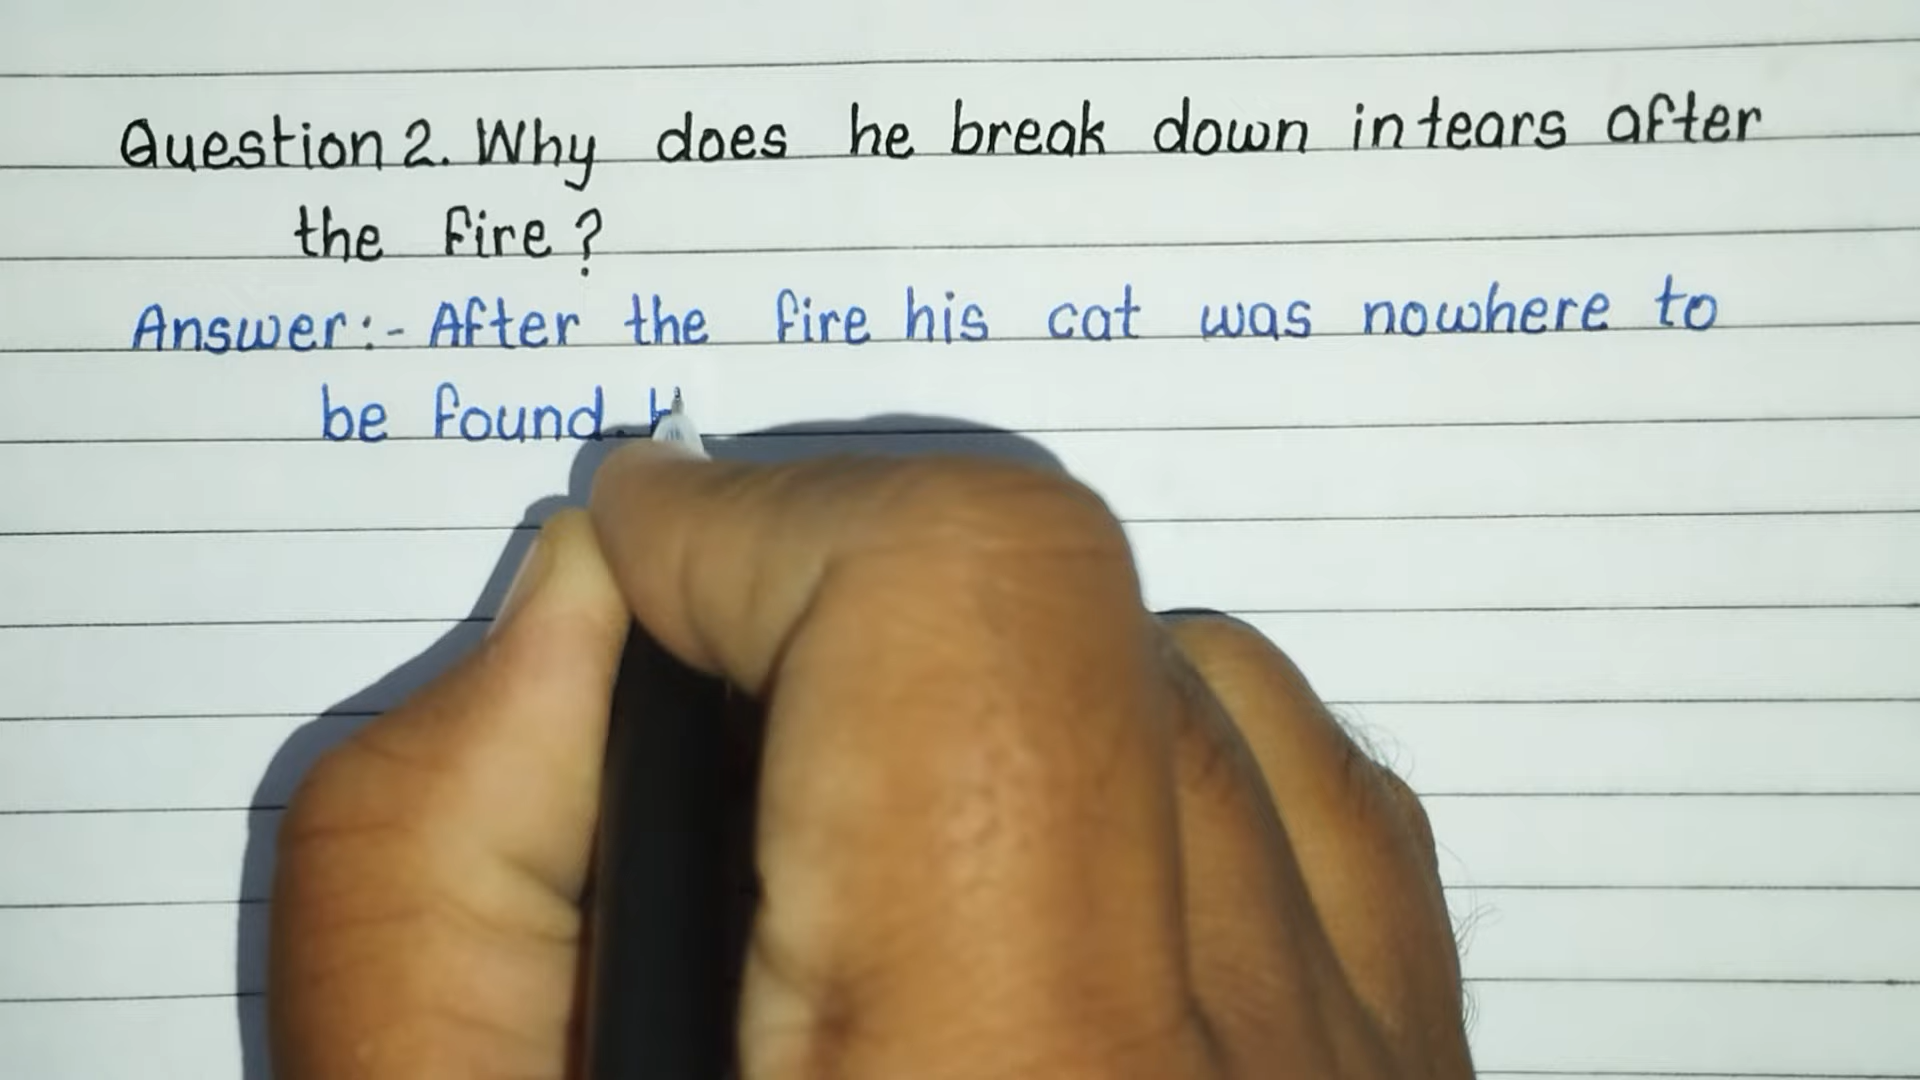 Question 2. Why does he break down in tears after
the fire?
Answer:- After the fire his cat was nowhere to
be found.